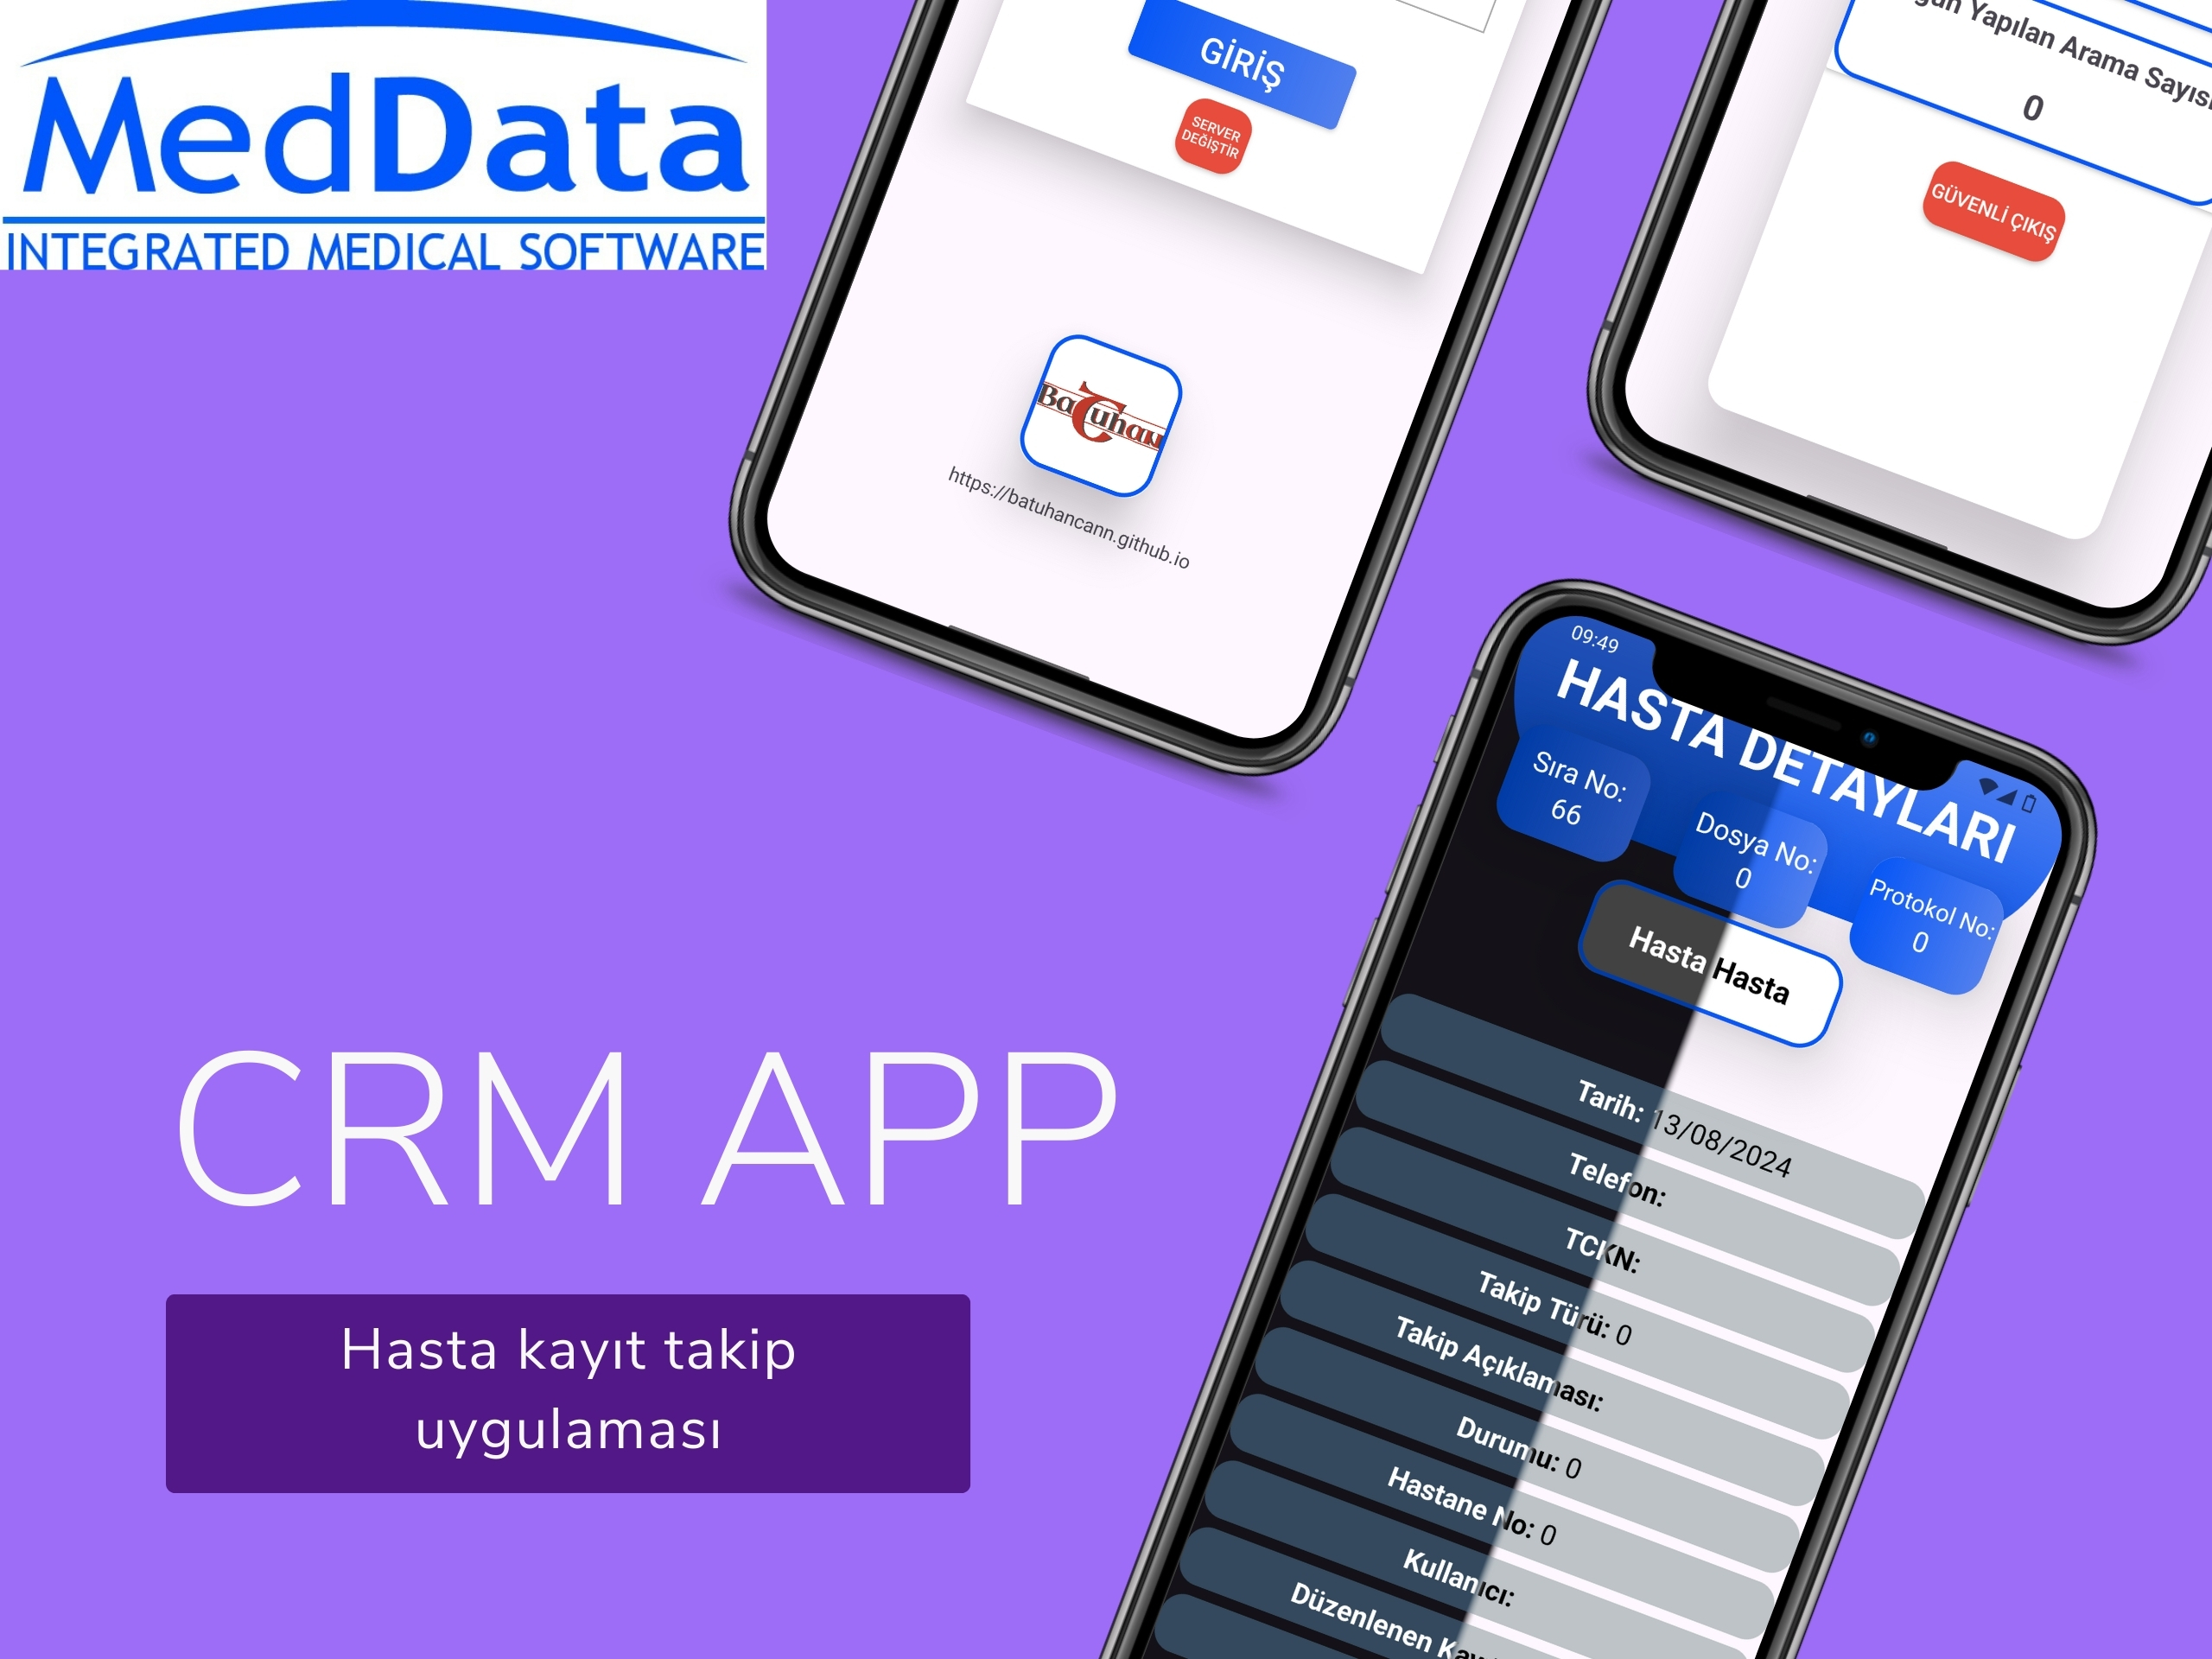 MedData
INTEGRATED MEDICAL SOFTWARE
GİRİŞ
SERVER
DEĞİŞTİR
Batuhan
https://batuhancann.github.io
Yapılan Arama Sayısı
0
GÜVENLİ ÇIKIŞ
CRM APP
Hasta kayıt takip
uygulaması
09:49
HASTA DETAYLARI
Sıra No:
66
Dosya No:
0
Protokol No:
0
Hasta Hasta
Tarih: 13/08/2024
Telefon:
TCKN:
Takip Türü: 0
Takip Açıklaması:
Durumu: 0
Hastane No: 0
Kullanıcı:
Düzenlenen